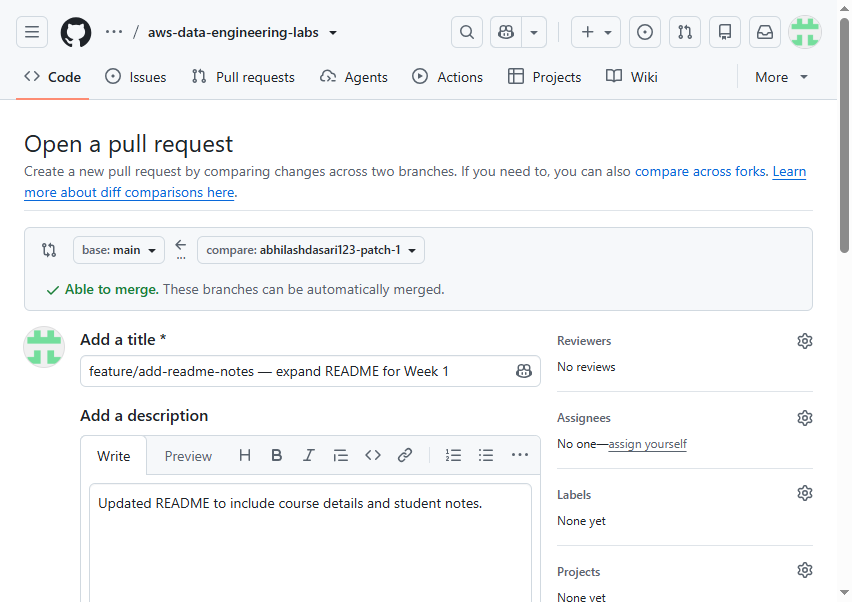 ··· / aws-data-engineering-labs
Code Issues Pull requests Agents Actions Projects Wiki More
Open a pull request
Create a new pull request by comparing changes across two branches. If you need to, you can also compare across forks. Learn
more about diff comparisons here.
base: main ... compare: abhilashdasari123-patch-1
Able to merge. These branches can be automatically merged.
Add a title *
feature/add-readme-notes — expand README for Week 1
Add a description
Write Preview H B I
Updated README to include course details and student notes.
Reviewers
No reviews
Assignees
No one—assign yourself
Labels
None yet
Projects
None yet